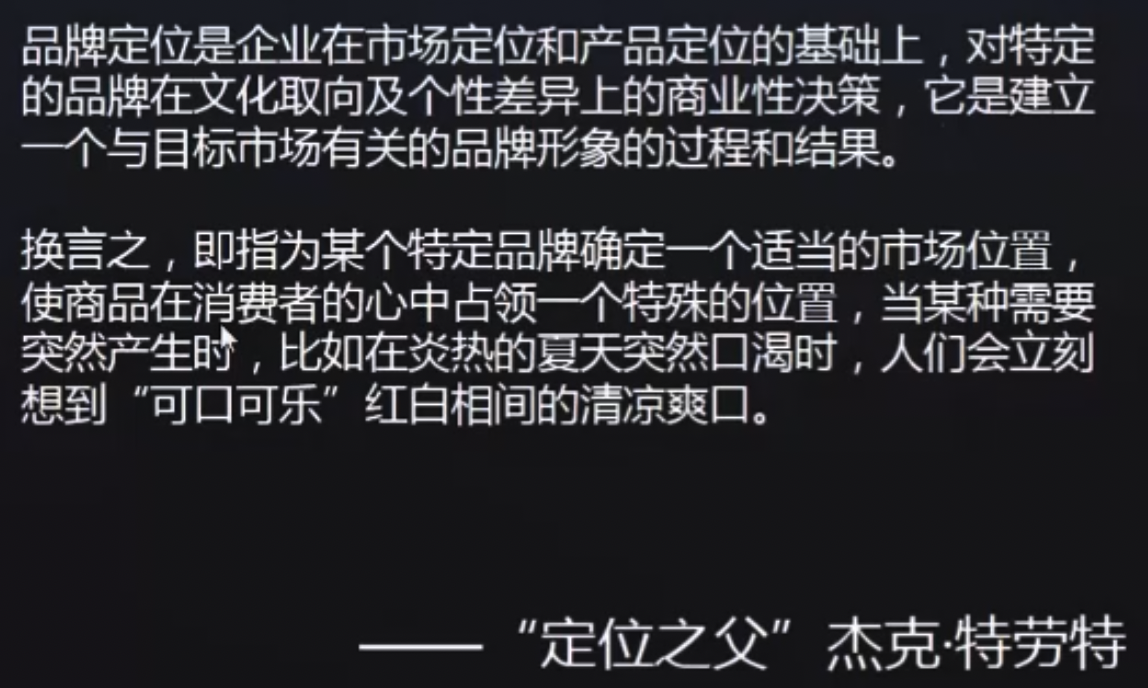 品牌定位是企业在市场定位和产品定位的基础上，对特定
的品牌在文化取向及个性差异上的商业性决策，它是建立
一个与目标市场有关的品牌形象的过程和结果。
换言之，即指为某个特定品牌确定一个适当的市场位置，
使商品在消费者的心中占领一个特殊的位置，当某种需要
突然产生时，比如在炎热的夏天突然口渴时，人们会立刻
想到“可口可乐”红白相间的清凉爽口。
——“定位之父”杰克·特劳特